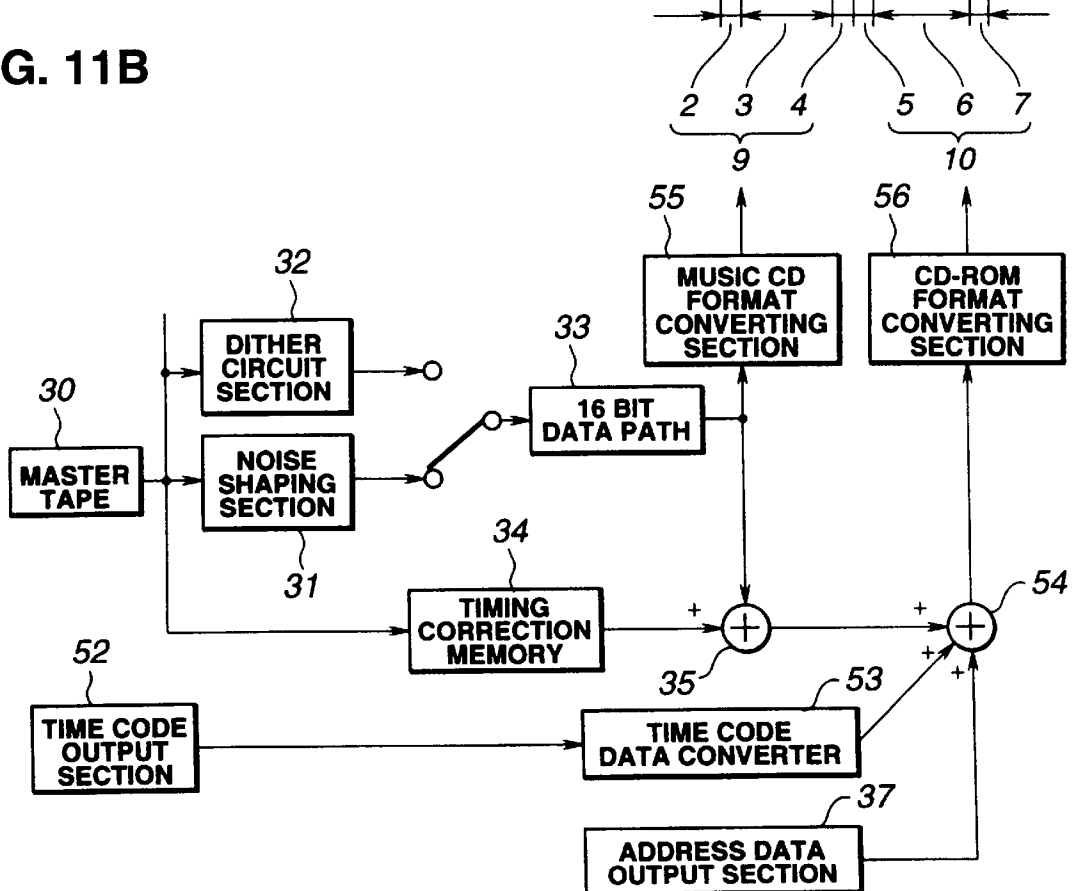 G. 11B
2 3 4 5 6 7
9 10
55
56
MUSIC CD
FORMAT
CONVERTING
SECTION
CD-ROM
FORMAT
CONVERTING
SECTION
32
DITHER
CIRCUIT
SECTION
33
16 BIT
DATA PATH
30
MASTER
TAPE
NOISE
SHAPING
SECTION
31
34
TIMING
CORRECTION
MEMORY
+
+
35
+
+
54
+
+
52
TIME CODE
OUTPUT
SECTION
53
TIME CODE
DATA CONVERTER
37
ADDRESS DATA
OUTPUT SECTION